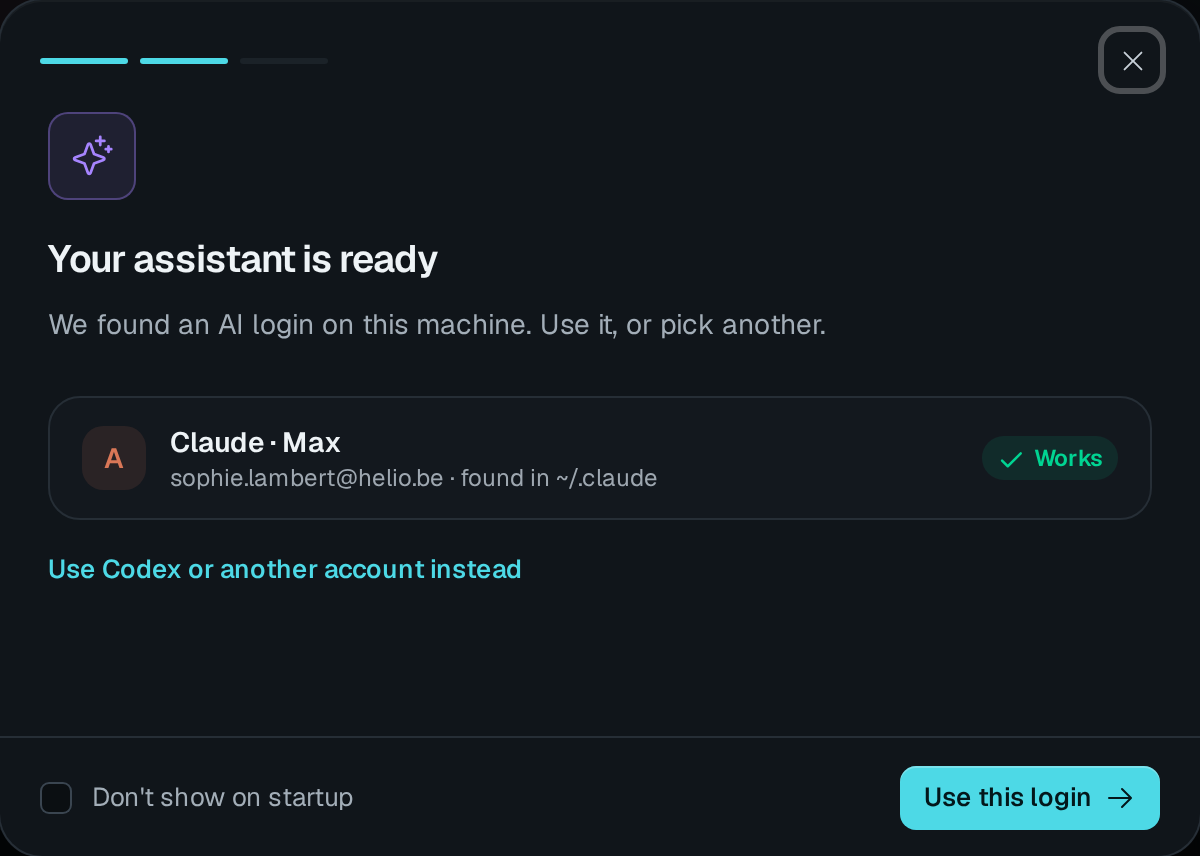 Your assistant is ready
We found an AI login on this machine. Use it, or pick another.
A
Claude · Max
sophie.lambert@helio.be · found in ~/.claude
Works
Use Codex or another account instead
Don't show on startup
Use this login